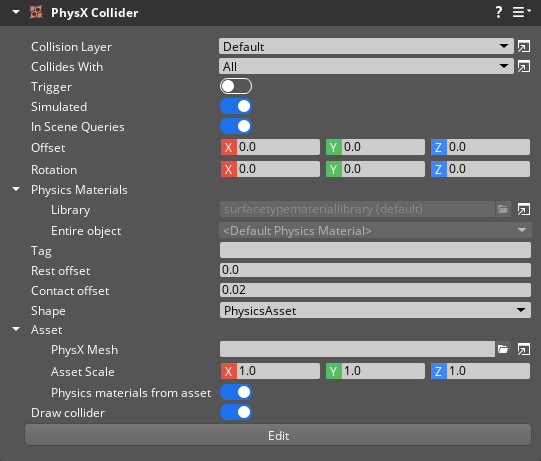 PhysX Collider ?
Collision Layer Default
Collides With All
Trigger
Simulated
In Scene Queries
Offset X 0.0 Y 0.0 Z 0.0
Rotation X 0.0 Y 0.0 Z 0.0
Physics Materials
Library surfacetypemateriallibrary (default)
Entire object <Default Physics Material>
Tag
Rest offset 0.0
Contact offset 0.02
Shape PhysicsAsset
Asset
PhysX Mesh
Asset Scale X 1.0 Y 1.0 Z 1.0
Physics materials from asset
Draw collider
Edit